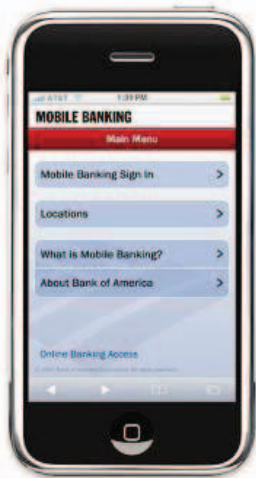 AT&T 1:39 PM
MOBILE BANKING
Main Menu
Mobile Banking Sign In >
Locations >
What is Mobile Banking? >
About Bank of America >
Online Banking Access